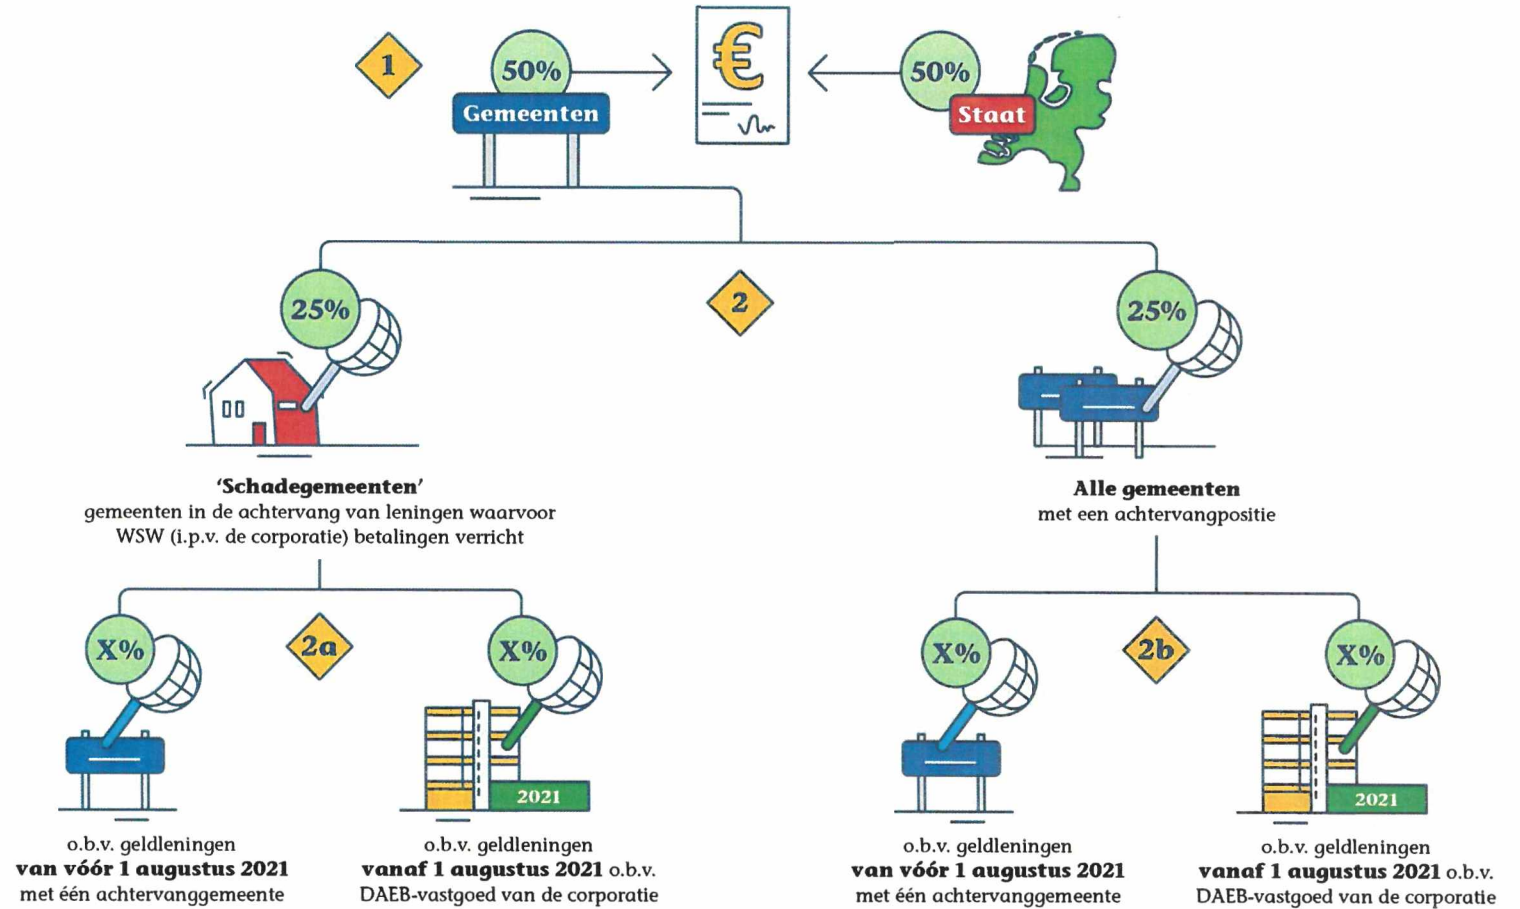 1
50%
Gemeenten
€
50%
Staat
25%
2
25%
'Schadegemeenten'
gemeenten in de achtervang van leningen waarvoor
WSW (i.p.v. de corporatie) betalingen verricht
Alle gemeenten
met een achtervangpositie
X%
2a
X%
2021
X%
2b
X%
2021
o.b.v. geldleningen
van vóór 1 augustus 2021
met één achtervanggemeente
o.b.v. geldleningen
vanaf 1 augustus 2021 o.b.v.
DAEB-vastgoed van de corporatie
o.b.v. geldleningen
van vóór 1 augustus 2021
met één achtervanggemeente
o.b.v. geldleningen
vanaf 1 augustus 2021 o.b.v.
DAEB-vastgoed van de corporatie